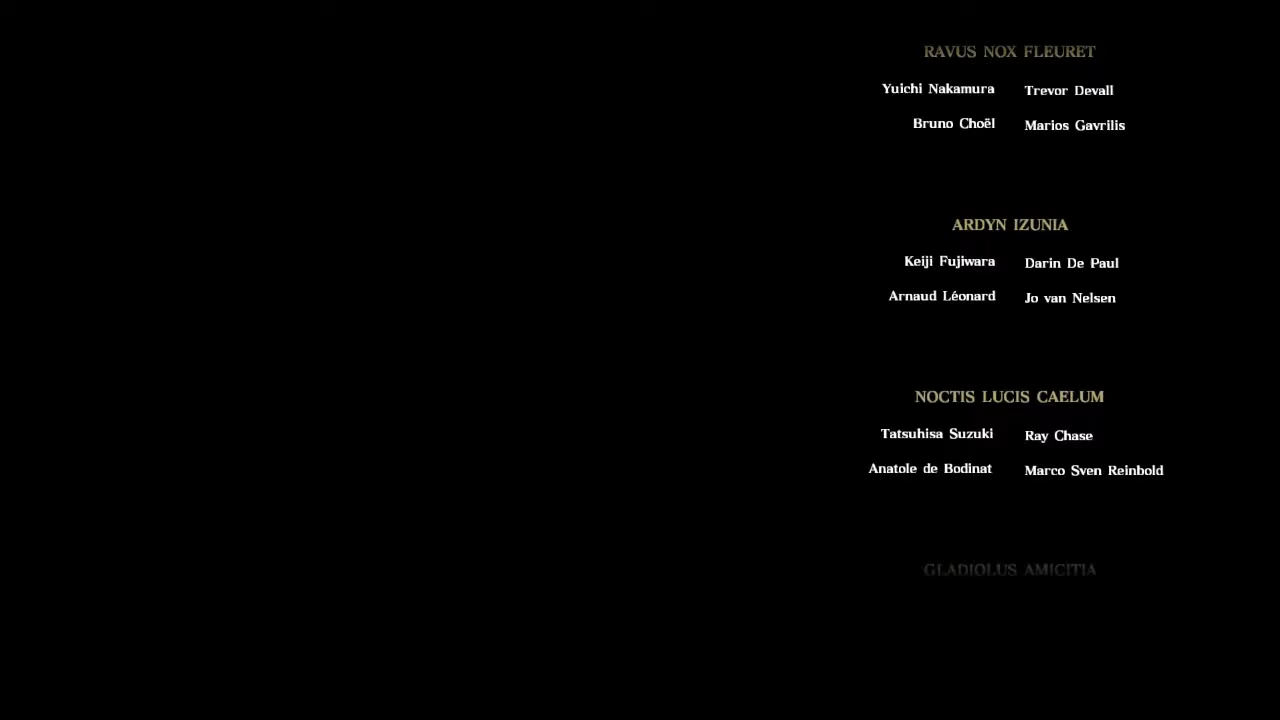 RAVUS NOX FLEURET
Yuichi Nakamura Trevor Devall
Bruno Choël Marios Gavrilis
ARDYN IZUNIA
Keiji Fujiwara Darin De Paul
Arnaud Léonard Jo van Nelsen
NOCTIS LUCIS CAELUM
Tatsuhisa Suzuki Ray Chase
Anatole de Bodinat Marco Sven Reinbold
GLADIOLUS AMICITIA